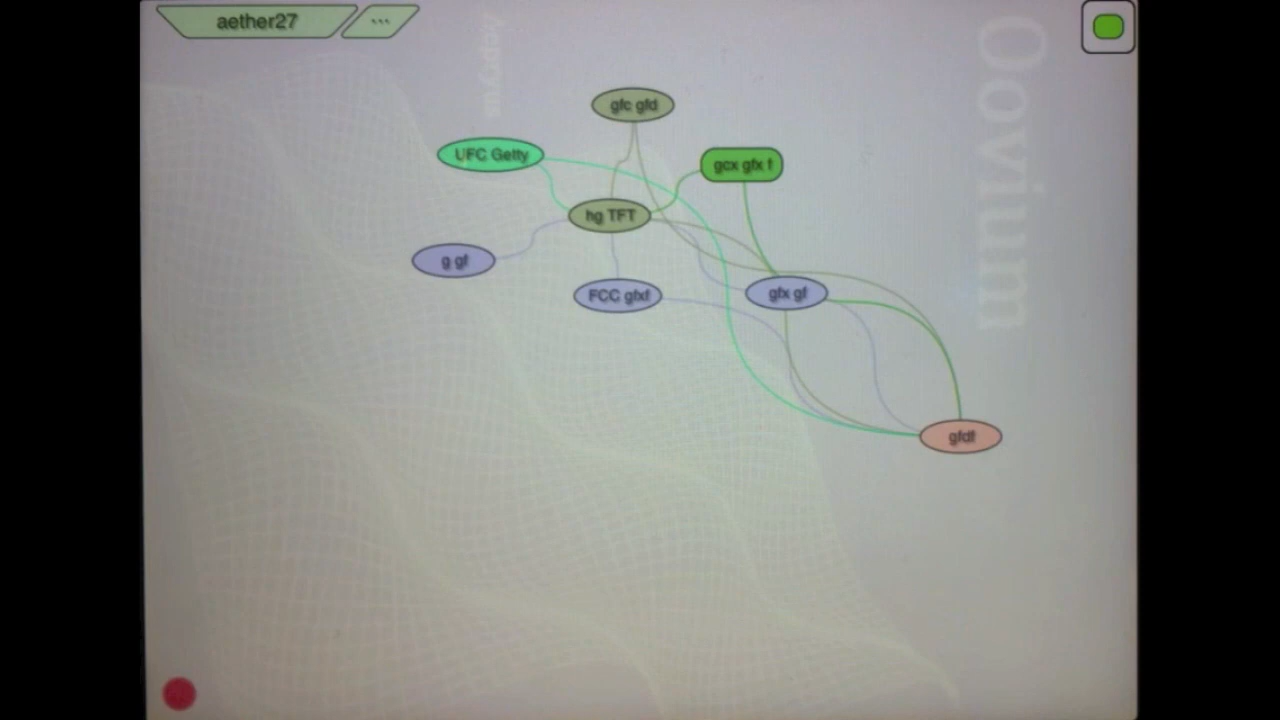 aether27
...
Oovium
gfc gfd
UFC Getty
gcx gfx f
hg TFT
g gf
FCC gfxf
gfx gf
gfdf